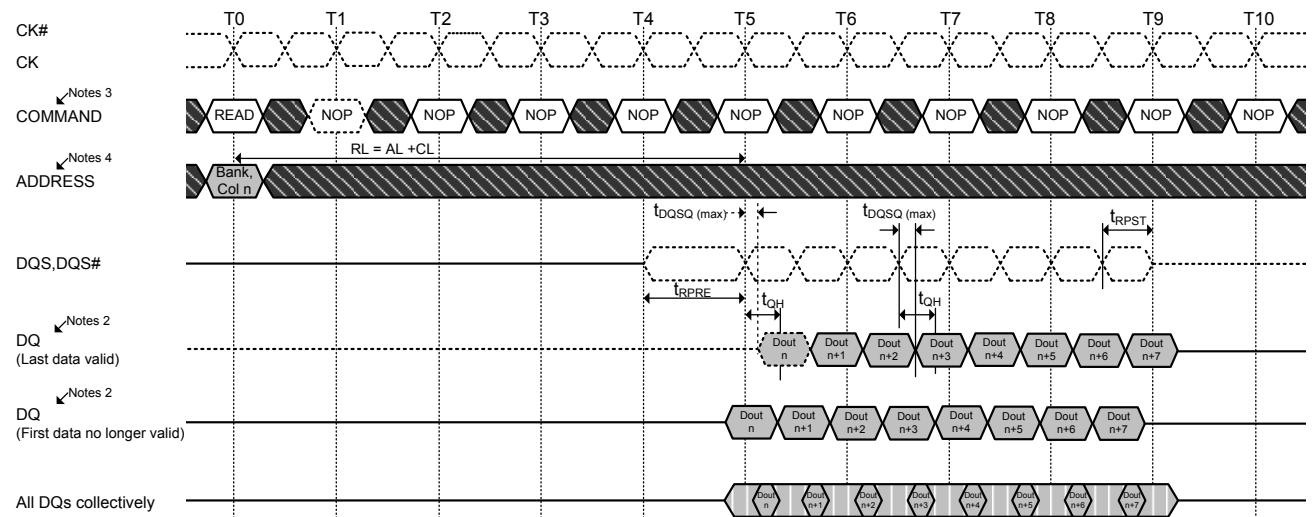 T0 T1 T2 T3 T4 T5 T6 T7 T8 T9 T10
CK#
CK
Notes 3
COMMAND
READ NOP NOP NOP NOP NOP NOP NOP NOP NOP NOP
Notes 4
ADDRESS
Bank,
Col n
RL = AL +CL
tDQSQ (max) tDQSQ (max) tRPST
DQS,DQS#
tRPRE tQH tQH
Notes 2
DQ
(Last data valid)
Dout n Dout n+1 Dout n+2 Dout n+3 Dout n+4 Dout n+5 Dout n+6 Dout n+7
Notes 2
DQ
(First data no longer valid)
Dout n Dout n+1 Dout n+2 Dout n+3 Dout n+4 Dout n+5 Dout n+6 Dout n+7
All DQs collectively
Dout n Dout n+1 Dout n+2 Dout n+3 Dout n+4 Dout n+5 Dout n+6 Dout n+7